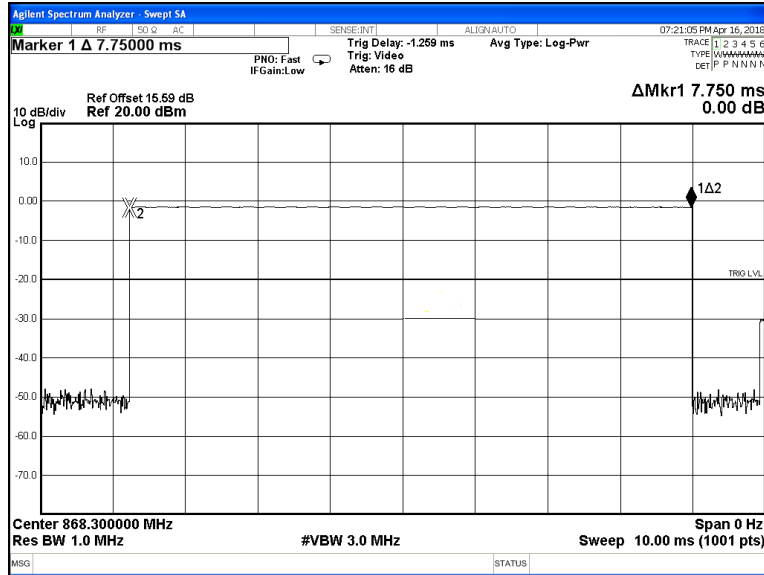 Agilent Spectrum Analyzer - Swept SA
LXI RF 50 Ω AC SENSE:INT ALIGN AUTO 07:21:05 PM Apr 16, 2018
Marker 1 Δ 7.75000 ms
PNO: Fast
IFGain:Low
Trig Delay: -1.259 ms
Trig: Video
Atten: 16 dB
Avg Type: Log-Pwr
TRACE 1 2 3 4 5 6
TYPE
DET P P N N N N
ΔMkr1 7.750 ms
0.00 dB
Ref Offset 15.59 dB
10 dB/div Ref 20.00 dBm
Log
10.0
1Δ2
0.00
2
-10.0
TRIG LVL
-20.0
-30.0
-40.0
-50.0
-60.0
-70.0
Center 868.300000 MHz Span 0 Hz
Res BW 1.0 MHz #VBW 3.0 MHz Sweep 10.00 ms (1001 pts)
MSG STATUS